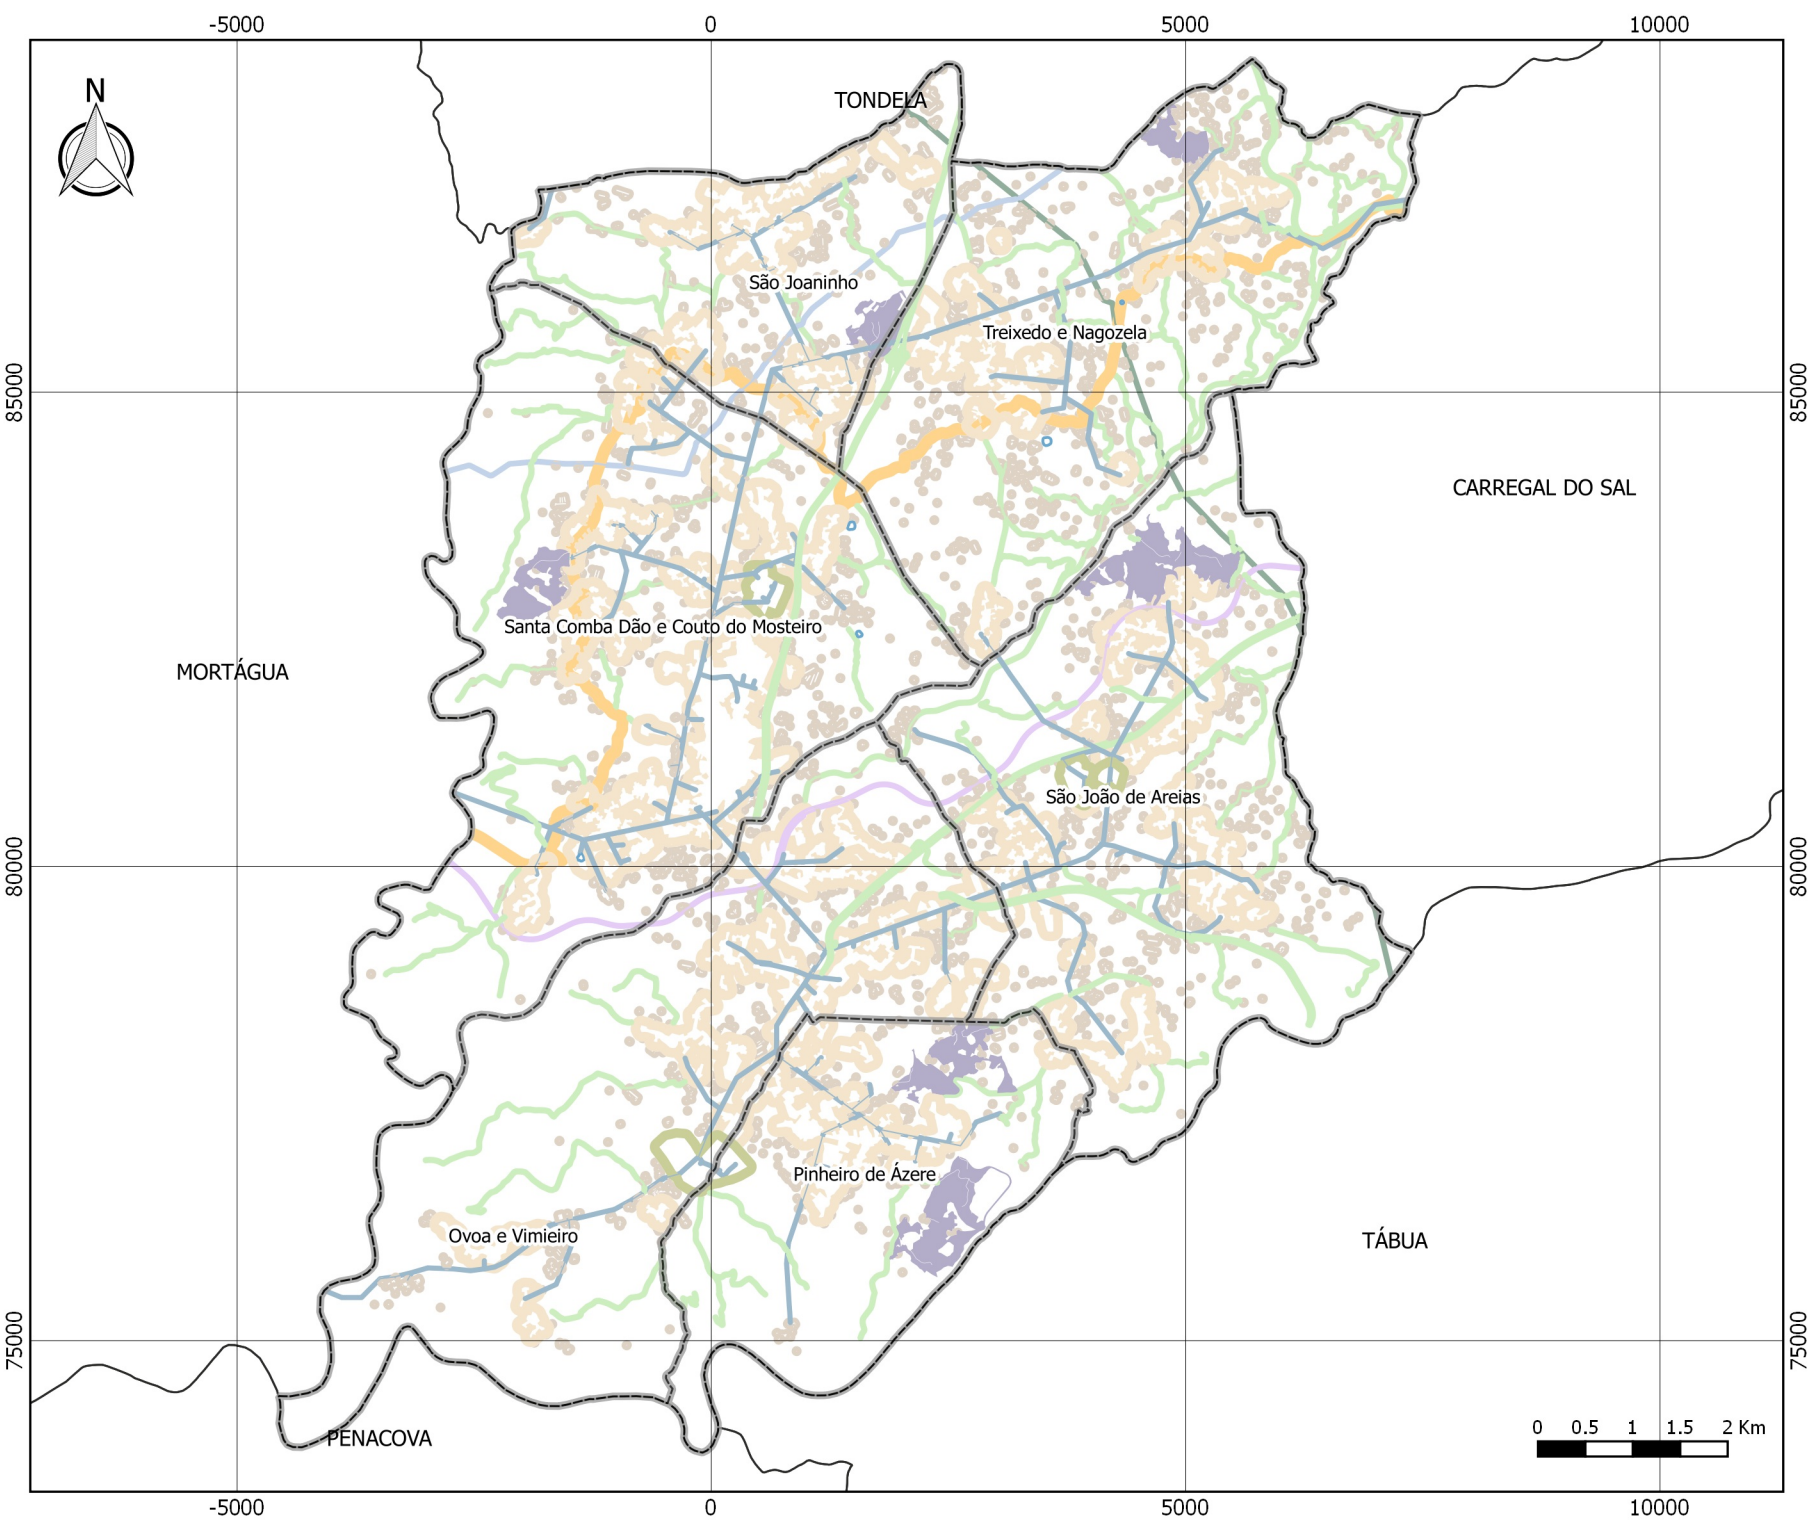 -5000 0 5000 10000
N
TONDELA
São Joaninho
Treixedo e Nagozela
85000 85000
CARREGAL DO SAL
Santa Comba Dão e Couto do Mosteiro
MORTÁGUA
São João de Areias
80000 80000
Pinheiro de Ázere
Ovoa e Vimieiro
TÁBUA
75000 75000
PENACOVA
0 0.5 1 1.5 2 Km
-5000 0 5000 10000